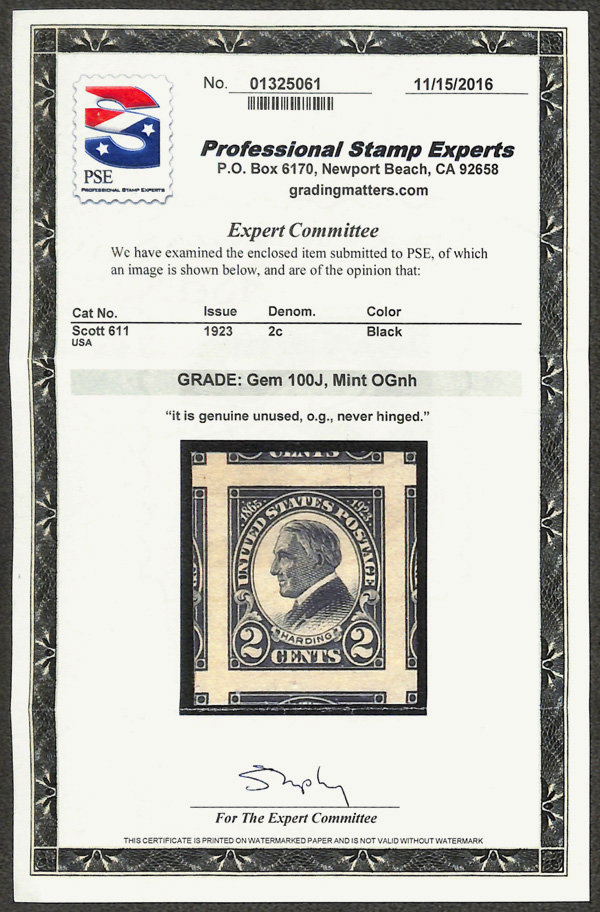 No. 01325061 11/15/2016
PSE
PROFESSIONAL STAMP EXPERTS
Professional Stamp Experts
P.O. Box 6170, Newport Beach, CA 92658
gradingmatters.com
Expert Committee
We have examined the enclosed item submitted to PSE, of which
an image is shown below, and are of the opinion that:
Cat No. Issue Denom. Color
Scott 611 1923 2c Black
USA
GRADE: Gem 100J, Mint OGnh
“it is genuine unused, o.g., never hinged.”
CENTS
1865 1923
UNITED STATES POSTAGE
HARDING
2 CENTS 2
For The Expert Committee
THIS CERTIFICATE IS PRINTED ON WATERMARKED PAPER AND IS NOT VALID WITHOUT WATERMARK